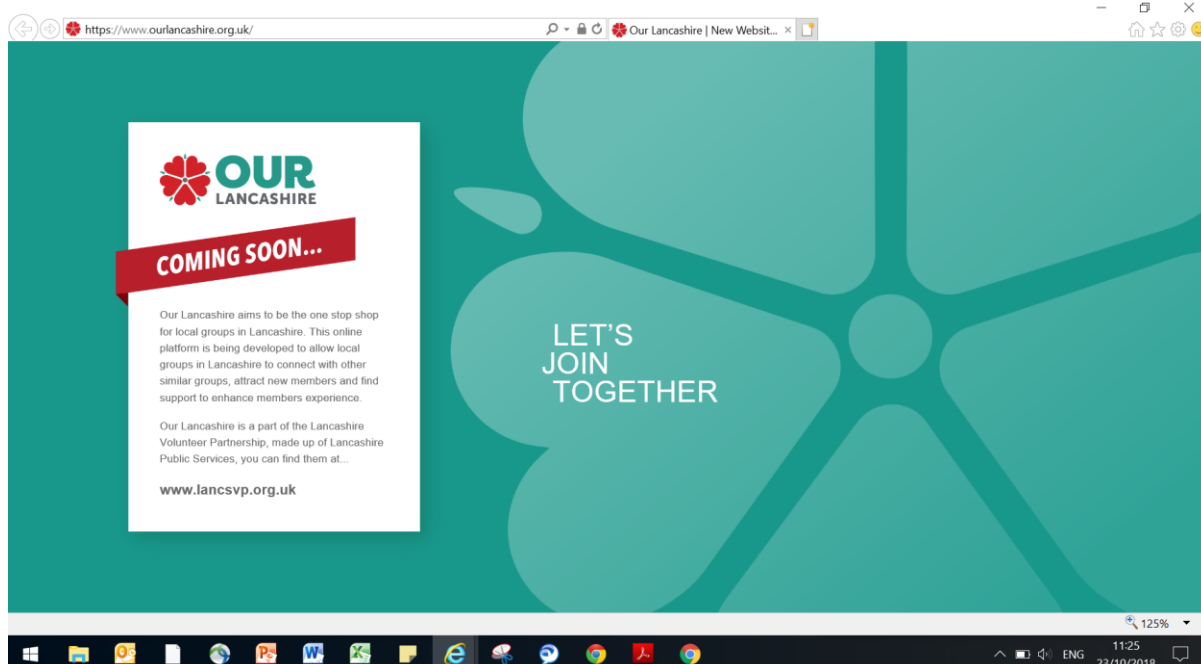 https://www.ourlancashire.org.uk/
Our Lancashire | New Websit...
OUR
LANCASHIRE
COMING SOON...
Our Lancashire aims to be the one stop shop
for local groups in Lancashire. This online
platform is being developed to allow local
groups in Lancashire to connect with other
similar groups, attract new members and find
support to enhance members experience.
Our Lancashire is a part of the Lancashire
Volunteer Partnership, made up of Lancashire
Public Services, you can find them at...
www.lancsvp.org.uk
LET'S
JOIN
TOGETHER
125%
ENG
11:25
23/10/2018